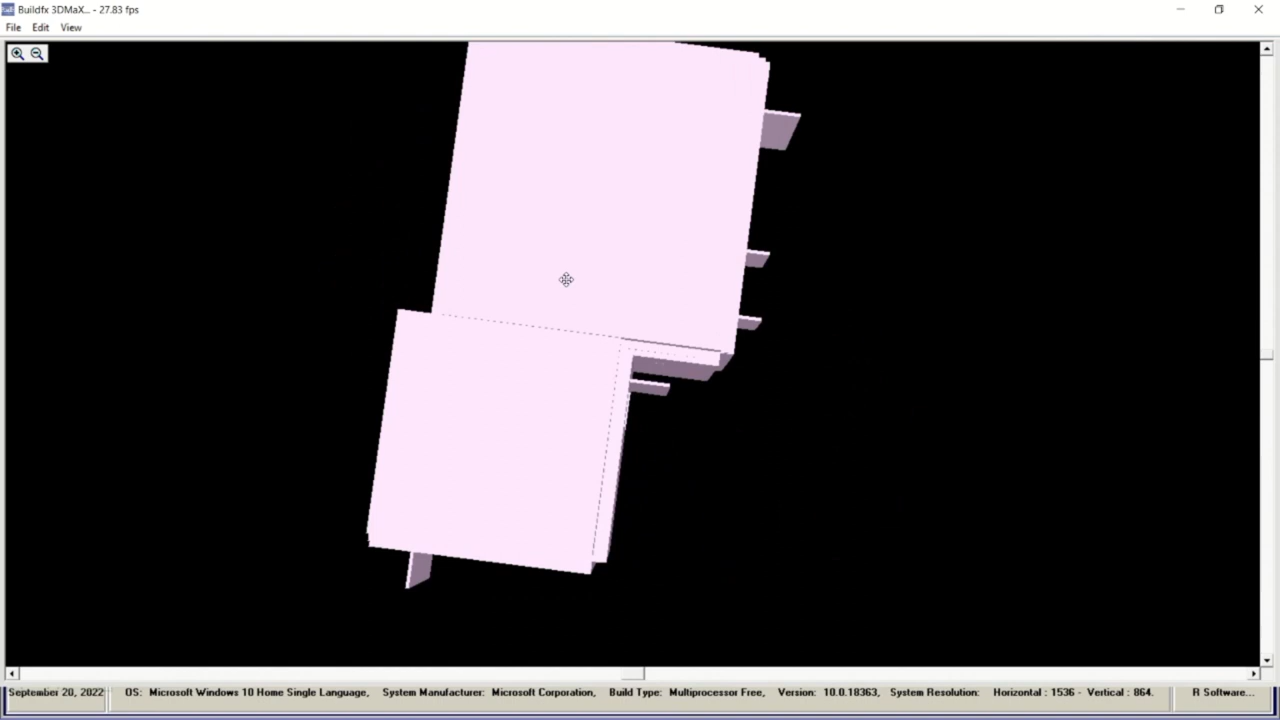 Buildfx 3DMaX... - 27.83 fps
File Edit View
September 20, 2022 OS: Microsoft Windows 10 Home Single Language, System Manufacturer: Microsoft Corporation, Build Type: Multiprocessor Free, Version: 10.0.18363, System Resolution: Horizontal : 1536 - Vertical : 864. R Software...